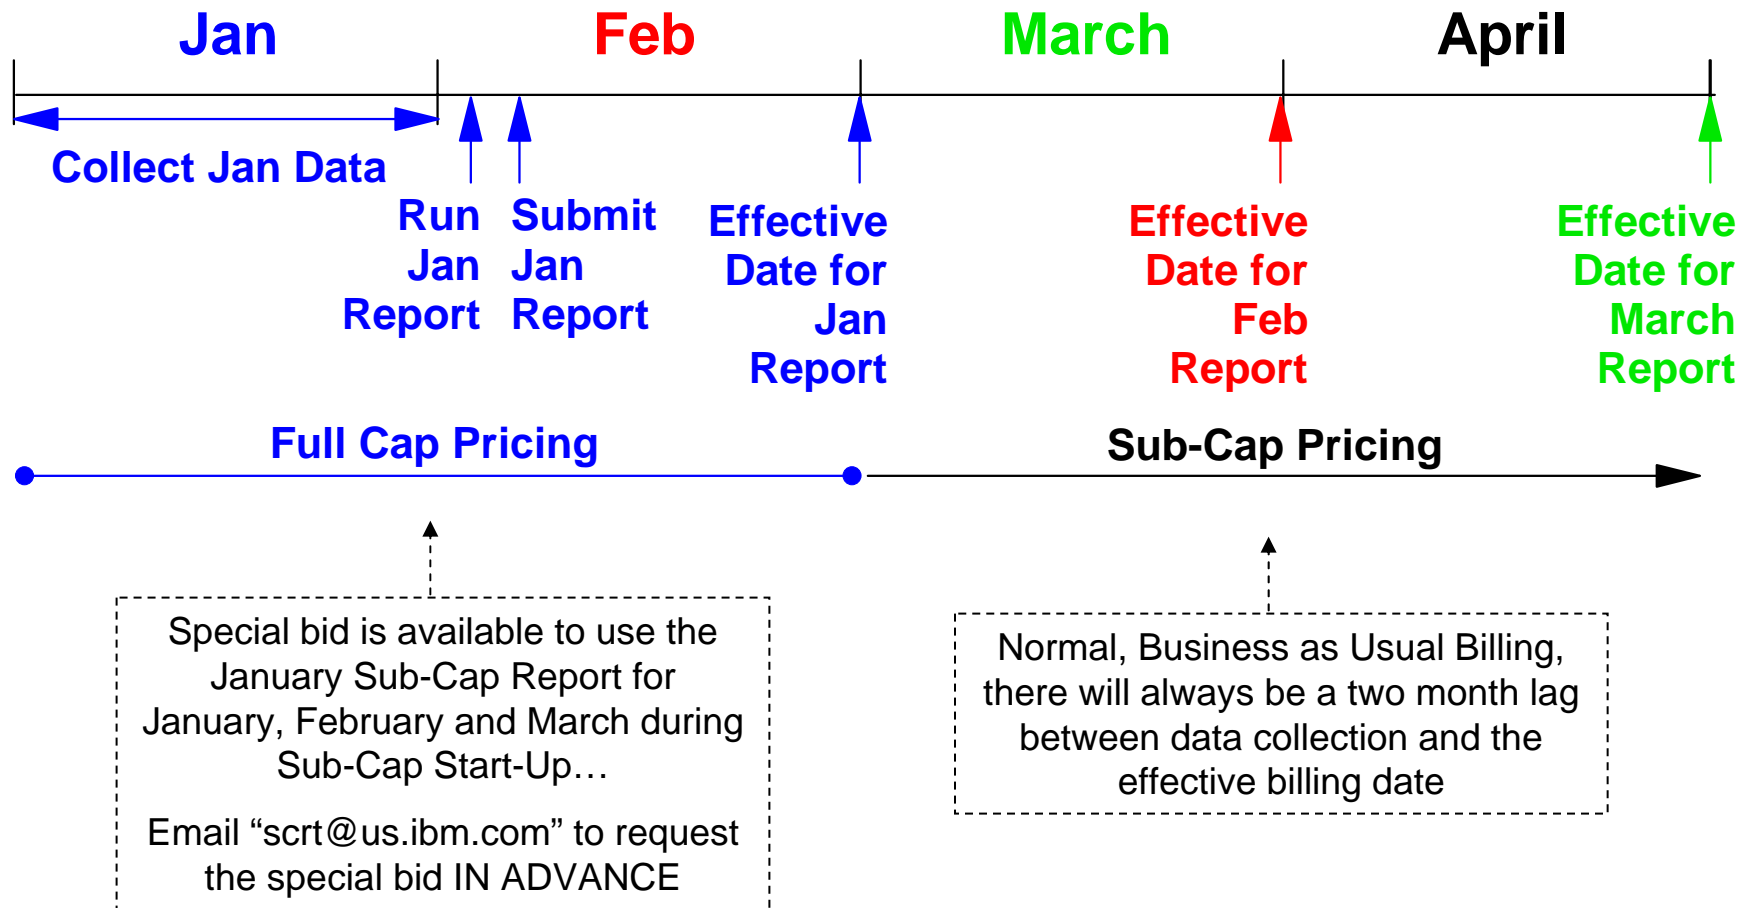 Jan
Feb
March
April
Collect Jan Data
Run
Jan
Report
Submit
Jan
Report
Effective
Date for
Jan
Report
Effective
Date for
Feb
Report
Effective
Date for
March
Report
Full Cap Pricing
Sub-Cap Pricing
Special bid is available to use the
January Sub-Cap Report for
January, February and March during
Sub-Cap Start-Up…
Email “scrt@us.ibm.com” to request
the special bid IN ADVANCE
Normal, Business as Usual Billing,
there will always be a two month lag
between data collection and the
effective billing date